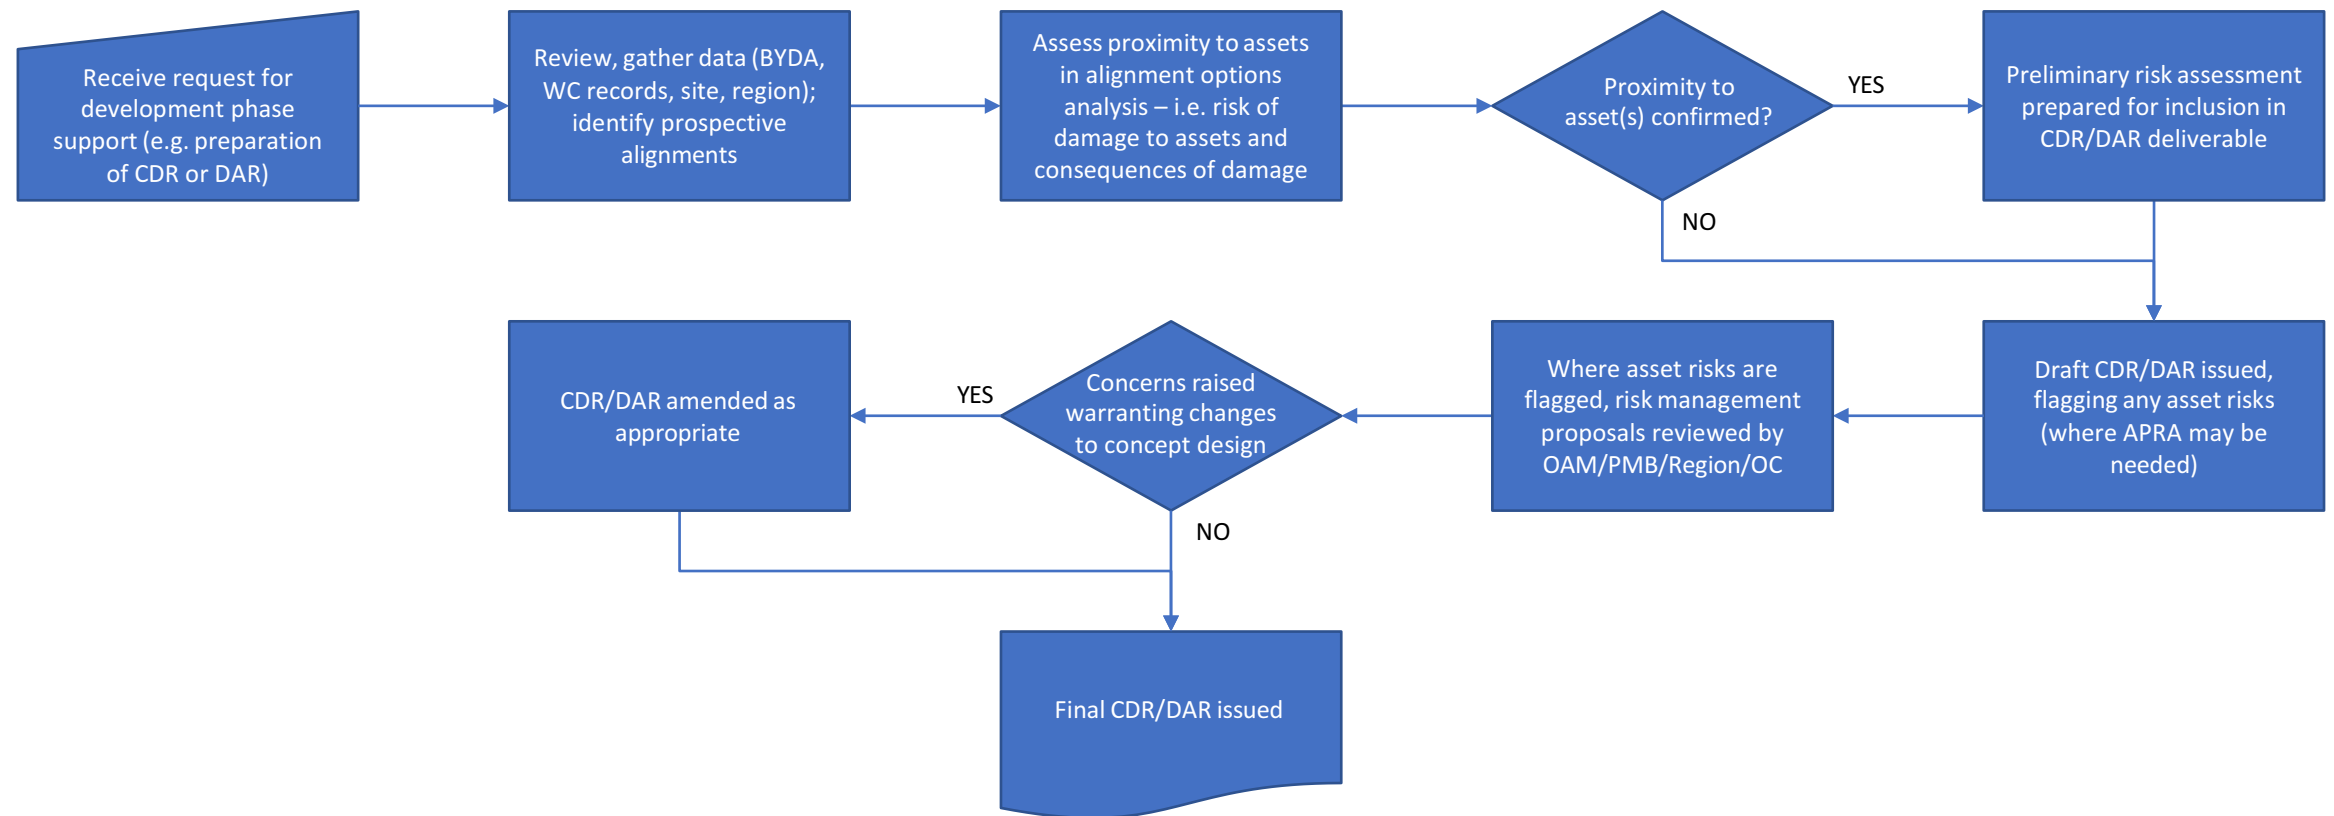 Receive request for
development phase
support (e.g. preparation
of CDR or DAR)
Review, gather data (BYDA,
WC records, site, region);
identify prospective
alignments
Assess proximity to assets
in alignment options
analysis – i.e. risk of
damage to assets and
consequences of damage
Proximity to
asset(s) confirmed?
YES
NO
Preliminary risk assessment
prepared for inclusion in
CDR/DAR deliverable
Draft CDR/DAR issued,
flagging any asset risks
(where APRA may be
needed)
Where asset risks are
flagged, risk management
proposals reviewed by
OAM/PMB/Region/OC
Concerns raised
warranting changes
to concept design
YES
NO
CDR/DAR amended as
appropriate
Final CDR/DAR issued